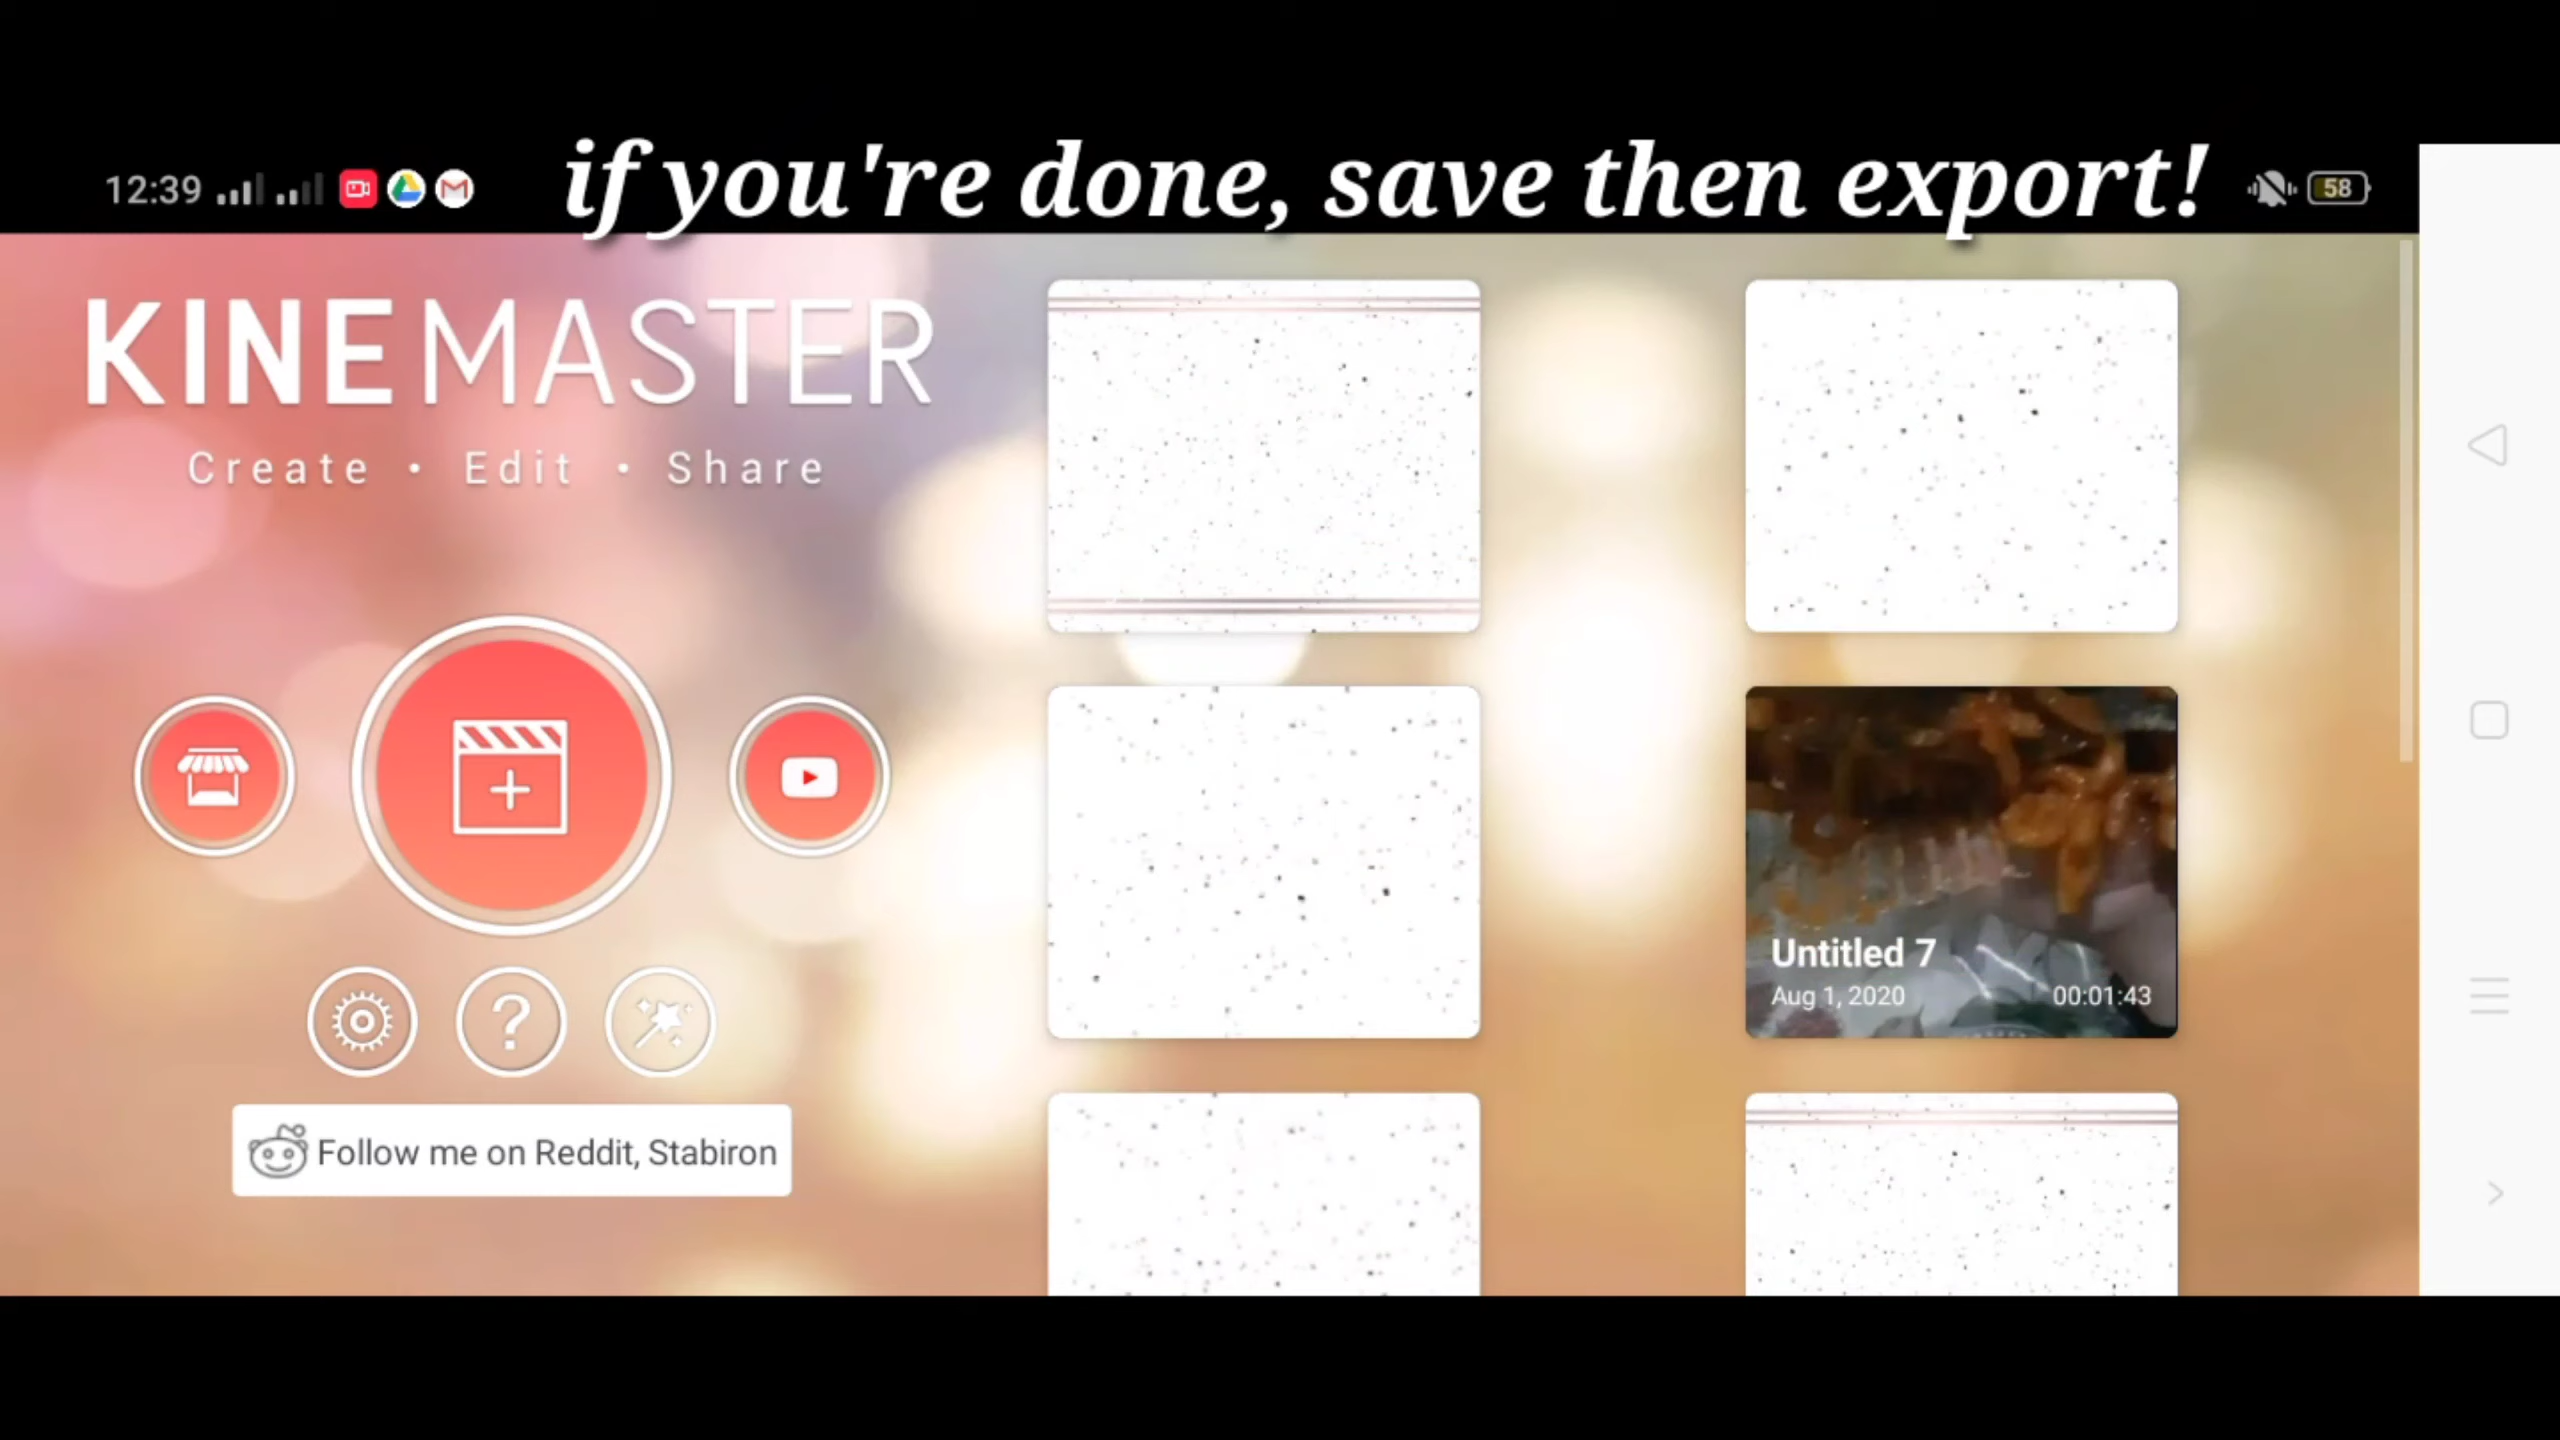 if you're done, save then export!
12:39
58
KINEMASTER
Create • Edit • Share
Untitled 7
Aug 1, 2020 00:01:43
Follow me on Reddit, Stabiron